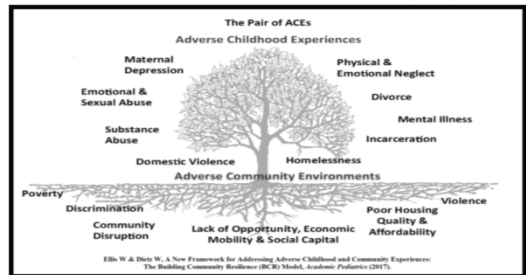 The Pair of ACEs
Adverse Childhood Experiences
Maternal
Depression
Physical &
Emotional Neglect
Emotional &
Sexual Abuse
Divorce
Mental Illness
Substance
Abuse
Incarceration
Domestic Violence
Homelessness
Adverse Community Environments
Poverty
Violence
Discrimination
Poor Housing
Quality &
Affordability
Community
Disruption
Lack of Opportunity, Economic
Mobility & Social Capital
Ellis W & Dietz W, A New Framework for Addressing Adverse Childhood and Community Experiences:
The Building Community Resilience (BCR) Model, Academic Pediatrics (2017).